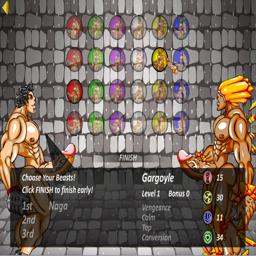 FINISH
Choose Your Beasts!
Click FINISH to finish early!
1st Naga
2nd
3rd
Gargoyle
Level 1 Bonus 0
Vengeance
Calm
Top
Conversion
15
30
11
34